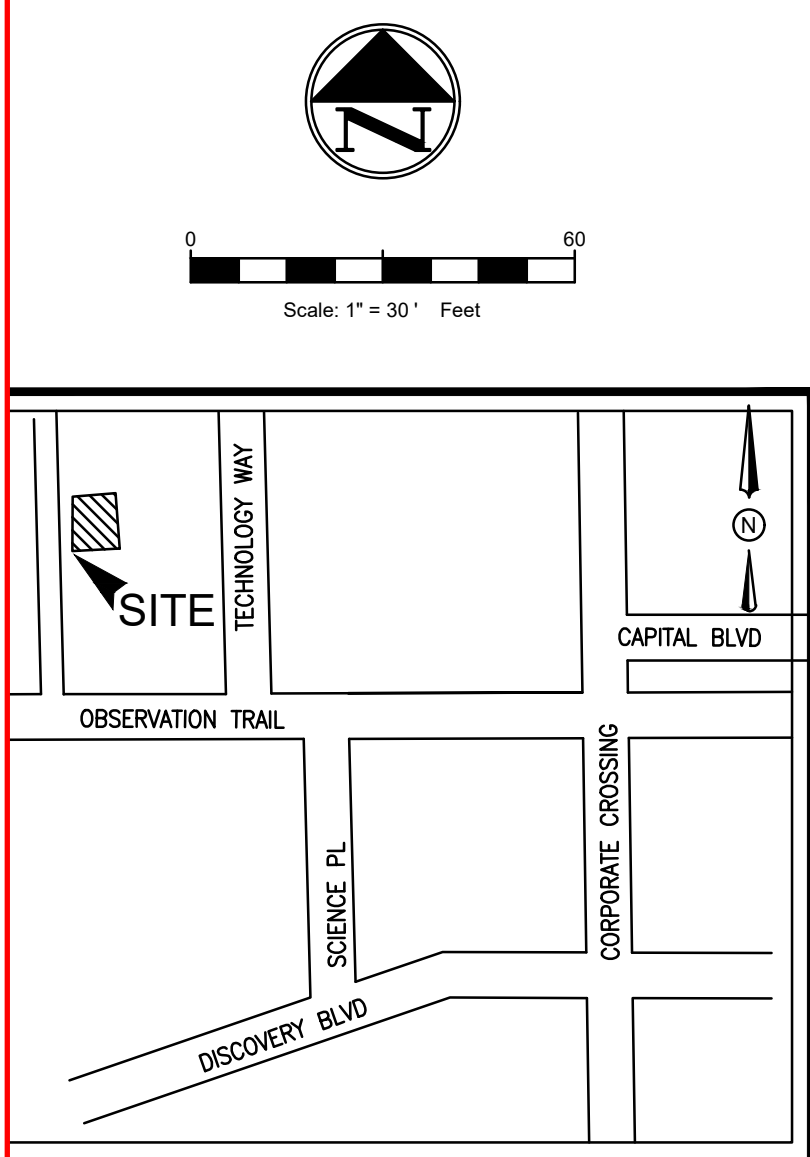 N
0 60
Scale: 1" = 30 ' Feet
TECHNOLOGY WAY
N
SITE
CAPITAL BLVD
OBSERVATION TRAIL
CORPORATE CROSSING
SCIENCE PL
DISCOVERY BLVD